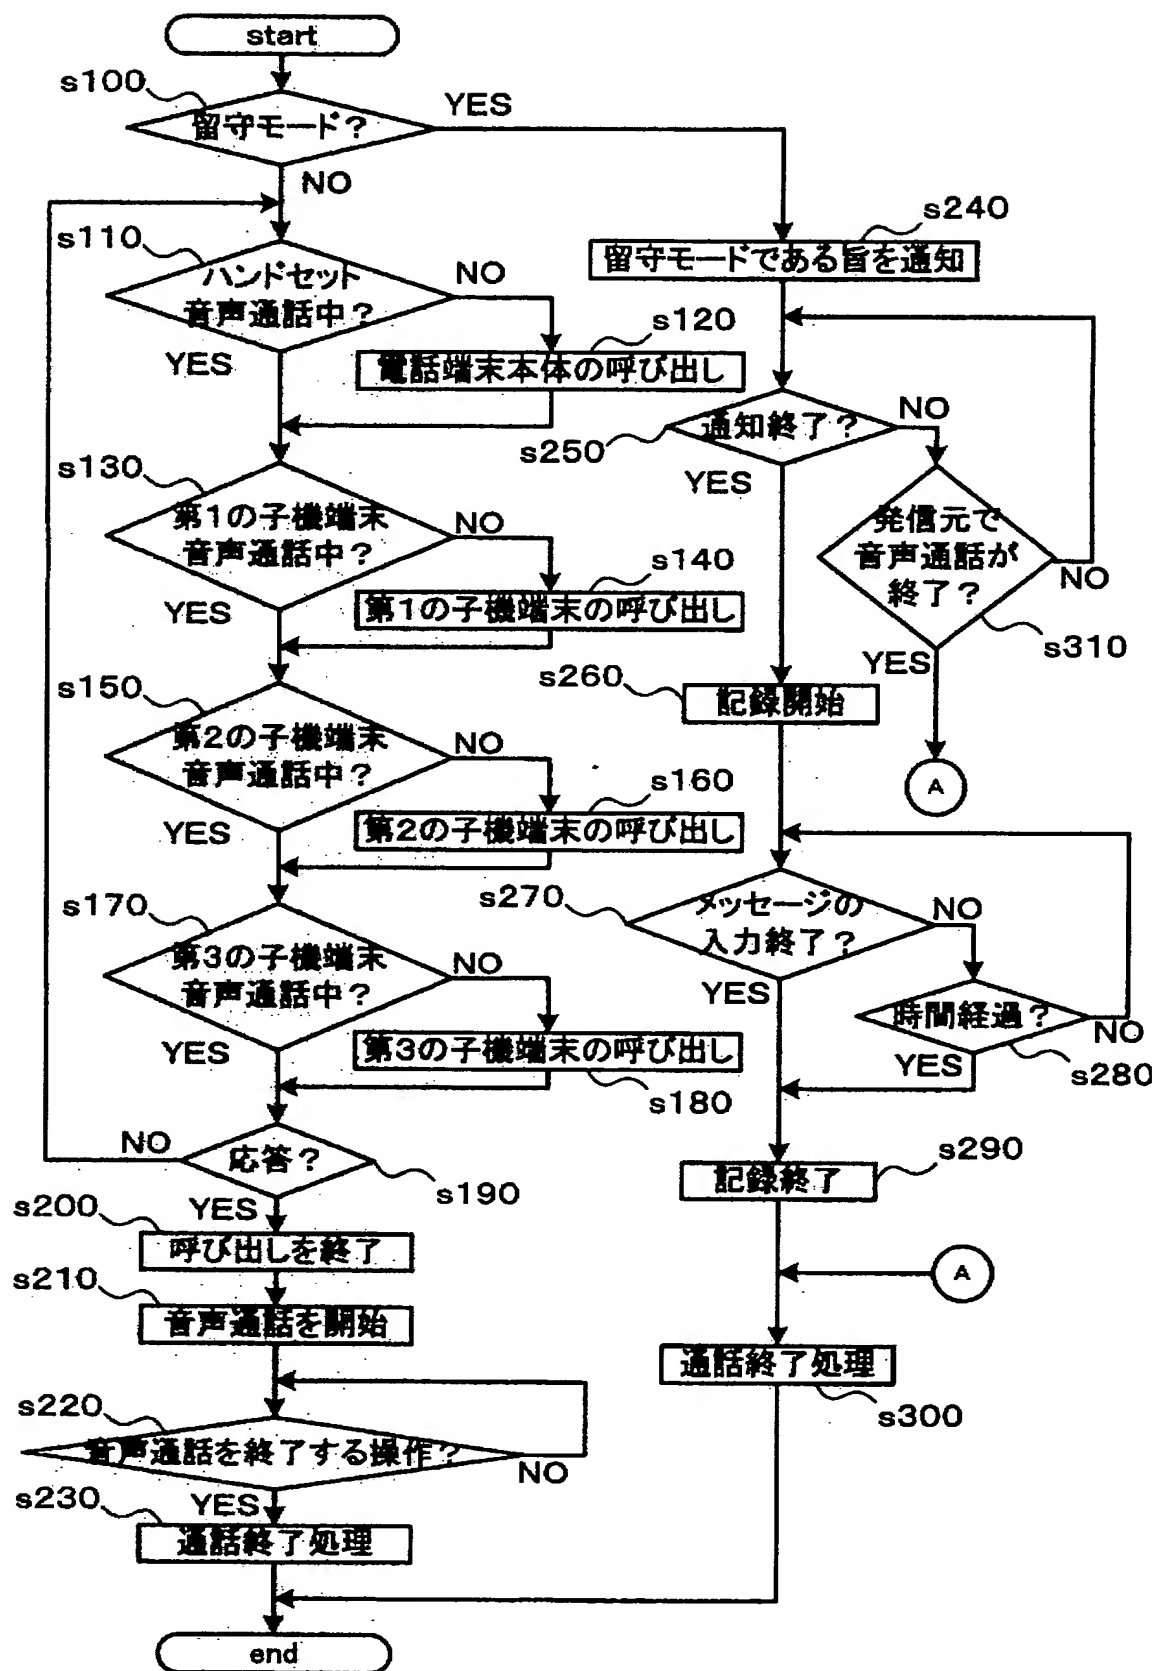 start
s100
留守モード?
YES
NO
s110
ハンドセット
音声通話中?
NO
YES
s120
電話端末本体の呼び出し
s130
第1の子機端末
音声通話中?
NO
YES
s140
第1の子機端末の呼び出し
s150
第2の子機端末
音声通話中?
NO
YES
s160
第2の子機端末の呼び出し
s170
第3の子機端末
音声通話中?
NO
YES
第3の子機端末の呼び出し
s180
NO
応答?
s190
YES
s200
呼び出しを終了
s210
音声通話を開始
s220
音声通話を終了する操作?
NO
YES
s230
通話終了処理
end
s240
留守モードである旨を通知
通知終了?
s250
NO
YES
発信元で
音声通話が
終了?
NO
s310
YES
A
s260
記録開始
s270
メッセージの
入力終了?
NO
YES
時間経過?
NO
YES
s280
s290
記録終了
A
通話終了処理
s300